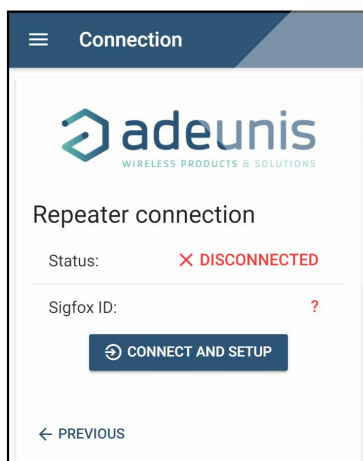 Connection
adeunis
WIRELESS PRODUCTS & SOLUTIONS
Repeater connection
Status: DISCONNECTED
Sigfox ID: ?
CONNECT AND SETUP
PREVIOUS